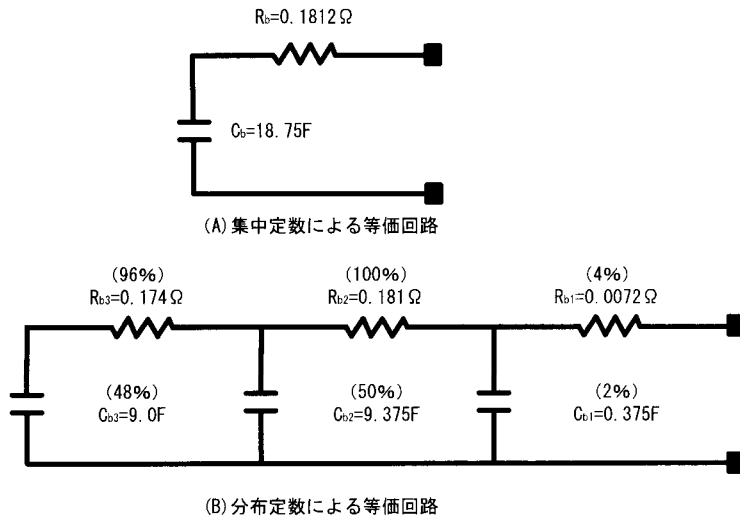 Rb=0.1812Ω
Cb=18.75F
(A)集中定数による等価回路
(96%) (100%) (4%)
Rb3=0.174Ω Rb2=0.181Ω Rb1=0.0072Ω
(48%) (50%) (2%)
Cb3=9.0F Cb2=9.375F Cb1=0.375F
(B)分布定数による等価回路